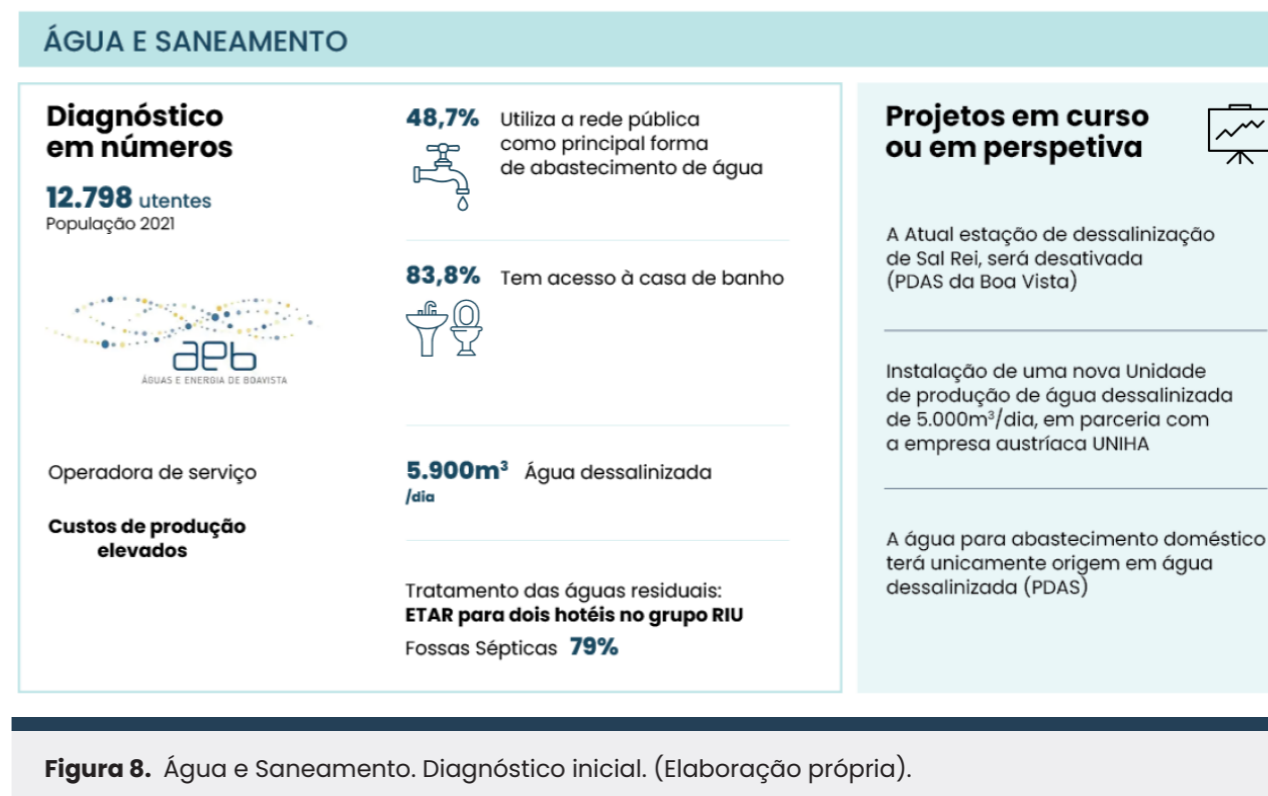 ÁGUA E SANEAMENTO
Diagnóstico
em números
12.798 utentes
População 2021
aeb
ÁGUAS E ENERGIA DE BOAVISTA
Operadora de serviço
Custos de produção
elevados
48,7% Utiliza a rede pública
como principal forma
de abastecimento de água
83,8% Tem acesso à casa de banho
5.900m³ Água dessalinizada
/dia
Tratamento das águas residuais:
ETAR para dois hotéis no grupo RIU
Fossas Sépticas 79%
Projetos em curso
ou em perspetiva
A Atual estação de dessalinização
de Sal Rei, será desativada
(PDAS da Boa Vista)
Instalação de uma nova Unidade
de produção de água dessalinizada
de 5.000m³/dia, em parceria com
a empresa austríaca UNIHA
A água para abastecimento doméstico
terá unicamente origem em água
dessalinizada (PDAS)
Figura 8. Água e Saneamento. Diagnóstico inicial. (Elaboração própria).